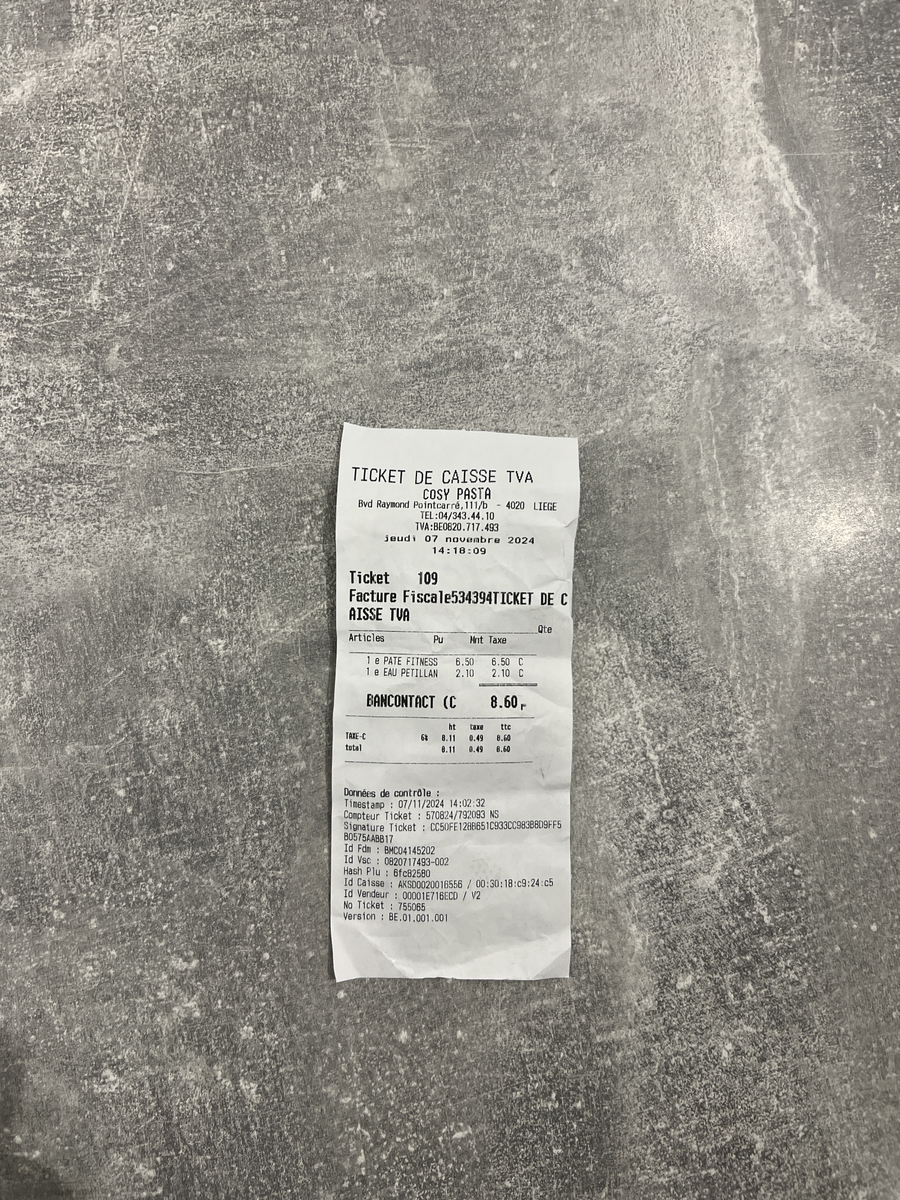 TICKET DE CAISSE TVA
COSY PASTA
Bvd Raymond Pointcarré,111/b - 4020 LIEGE
TEL:04/343.44.10
TVA:BE0820.717.493
jeudi 07 novembre 2024
14:18:09
Ticket 109
Facture Fiscale534394TICKET DE C
AISSE TVA
Qte
Articles Pu Mnt Taxe
1 e PATE FITNESS 6.50 6.50 C
1 e EAU PETILLAN 2.10 2.10 C
BANCONTACT (C 8.60
ht taxe ttc
TAXE-C 6% 8.11 0.49 8.60
total 8.11 0.49 8.60
Données de contrôle :
Timestamp : 07/11/2024 14:02:32
Compteur Ticket : 570824/792093 NS
Signature Ticket :
Id Fdm : BMC04145202
Id Vsc : 0820717493-002
Hash Plu : 6fc82580
Id Caisse : AKSD0020016556 / 00:30:18:c9:24:c5
Id Vendeur : 00001E716ECD / V2
No Ticket : 755065
Version : BE.01.001.001